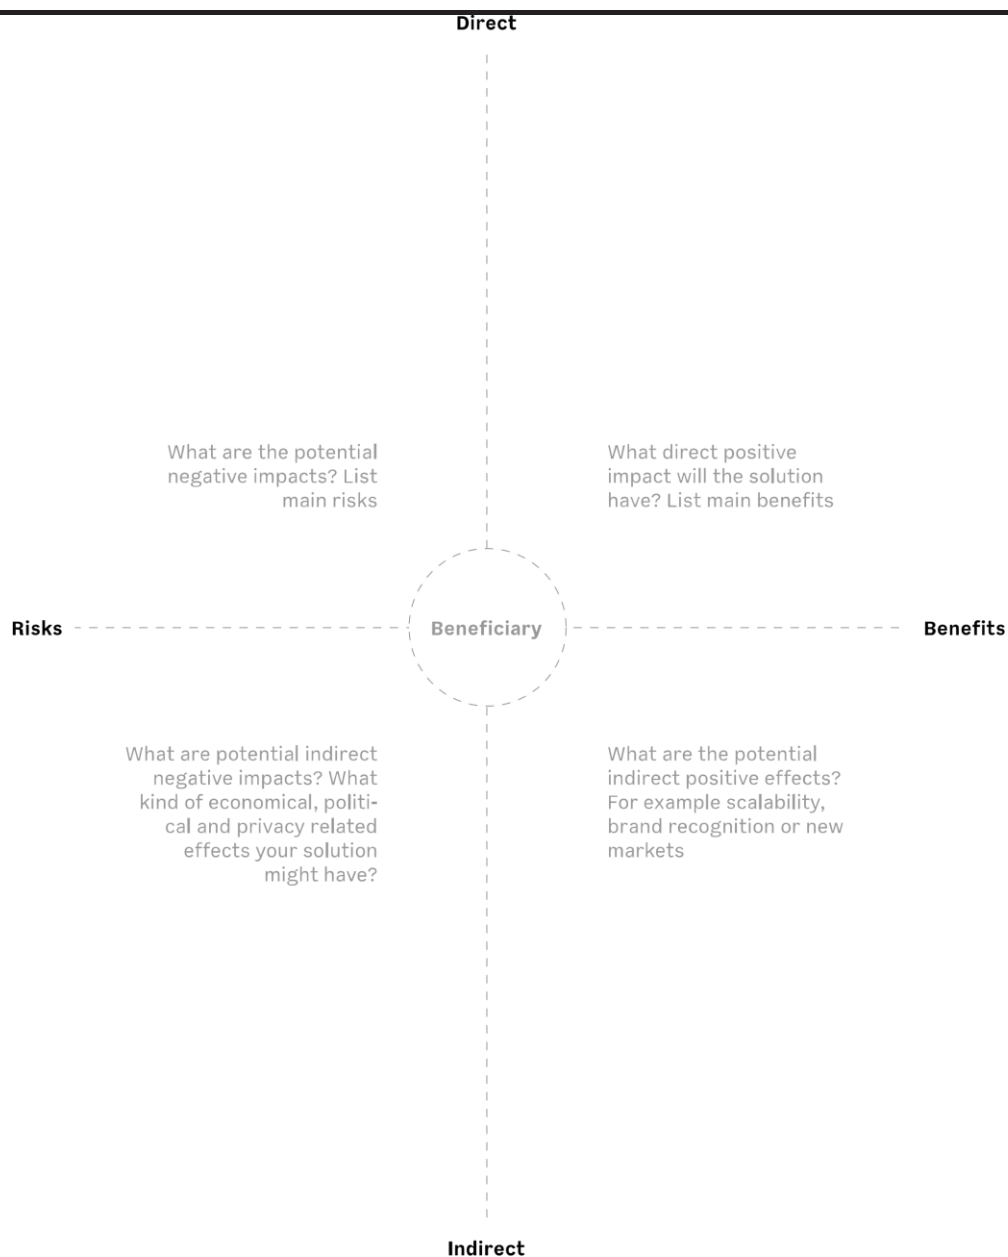 Direct
What are the potential
negative impacts? List
main risks
What direct positive
impact will the solution
have? List main benefits
Risks
Beneficiary
Benefits
What are potential indirect
negative impacts? What
kind of economical, politi-
cal and privacy related
effects your solution
might have?
What are the potential
indirect positive effects?
For example scalability,
brand recognition or new
markets
Indirect